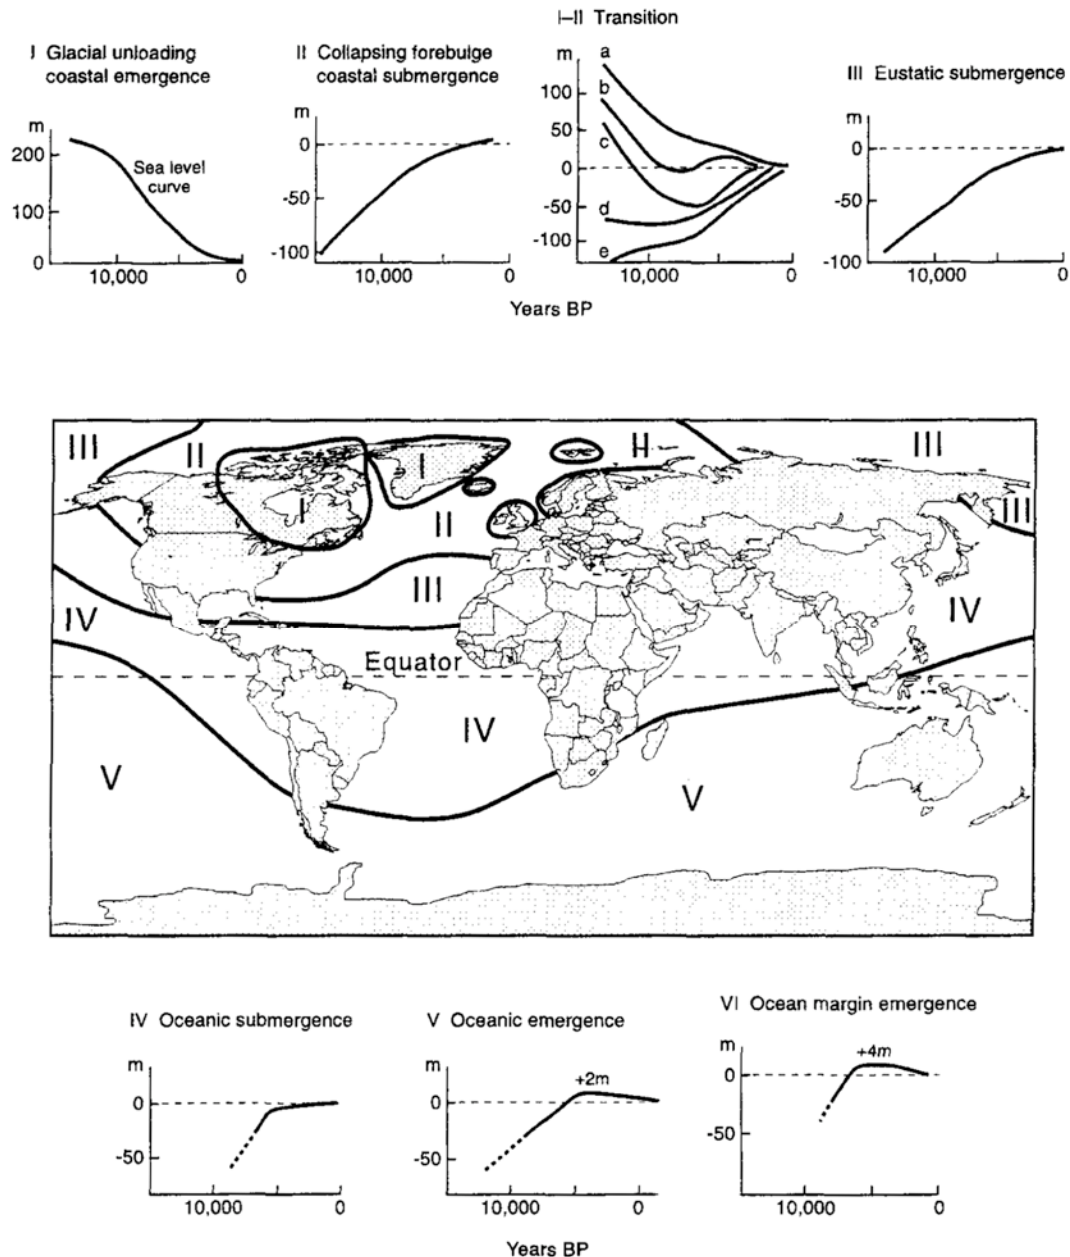 I Glacial unloading
coastal emergence
m
200
100
0
Sea level
curve
10,000
0
II Collapsing forebulge
coastal submergence
m
0
-50
-100
10,000
0
I–II Transition
m
100
50
0
-50
-100
a
b
c
d
e
10,000
0
III Eustatic submergence
m
0
-50
-100
10,000
0
Years BP
III
II
I
I
II
III
III
II
III
IV
IV
Equator
IV
V
V
IV Oceanic submergence
m
0
-50
10,000
0
V Oceanic emergence
m
+2m
0
-50
10,000
0
VI Ocean margin emergence
m
+4m
0
-50
10,000
0
Years BP